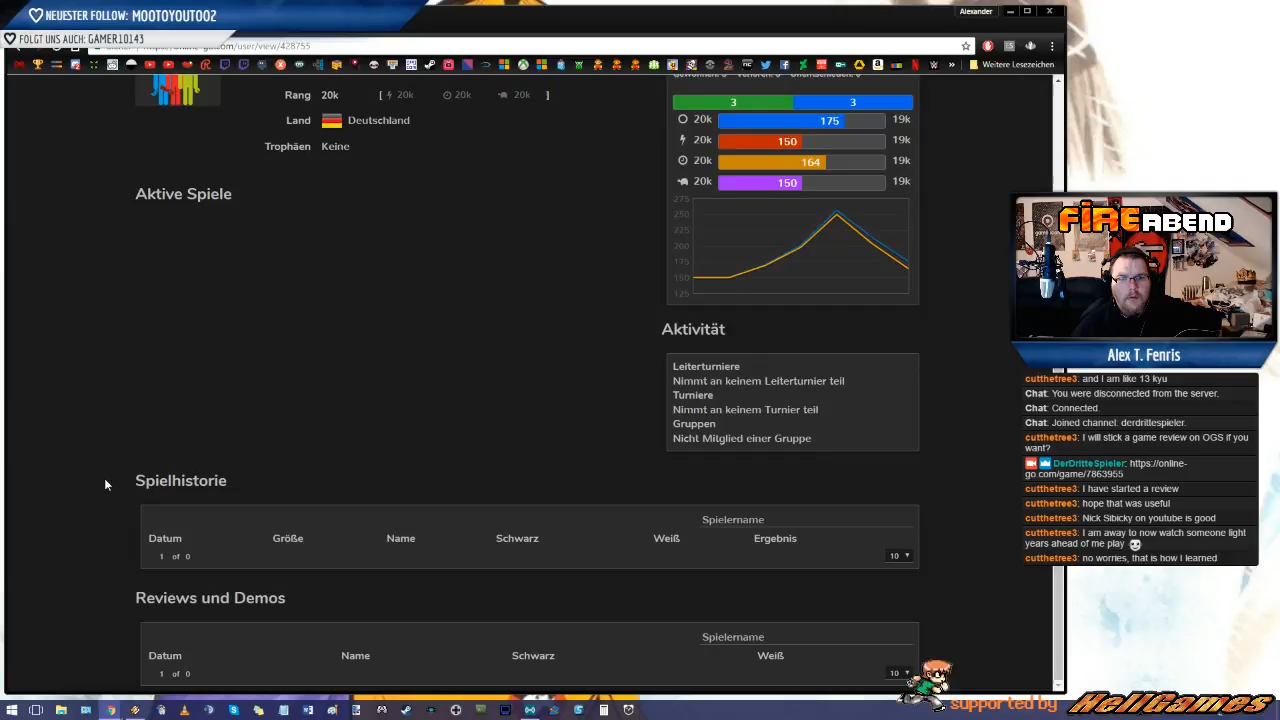 NEUESTER FOLLOW: MOOTOYOUTOOZ
FOLGT UNS AUCH: GAMER10143
Alexander
user/view/428755
Weitere Lesezeichen
Rang 20k [ 20k 20k 20k ]
Land Deutschland
Trophäen Keine
3 3
20k 175 19k
20k 150 19k
20k 164 19k
20k 150 19k
275
250
225
200
175
150
125
Aktive Spiele
Aktivität
Leiterturniere
Nimmt an keinem Leiterturnier teil
Turniere
Nimmt an keinem Turnier teil
Gruppen
Nicht Mitglied einer Gruppe
Spielhistorie
Spielername
Datum Größe Name Schwarz Weiß Ergebnis
1 of 0 10
Reviews und Demos
Spielername
Datum Name Schwarz Weiß
1 of 0 10
FIREABEND
Alex T. Fenris
cutthetree3: and I am like 13 kyu
Chat: You were disconnected from the server.
Chat: Connected.
Chat: Joined channel: derdrittespieler.
cutthetree3: I will stick a game review on OGS if you
want?
DerDritteSpieler: https://online-
go.com/game/7863955
cutthetree3: I have started a review
cutthetree3: hope that was useful
cutthetree3: Nick Sibicky on youtube is good
cutthetree3: I am away to now watch someone light
years ahead of me play
cutthetree3: no worries, that is how I learned
supported by HellGames